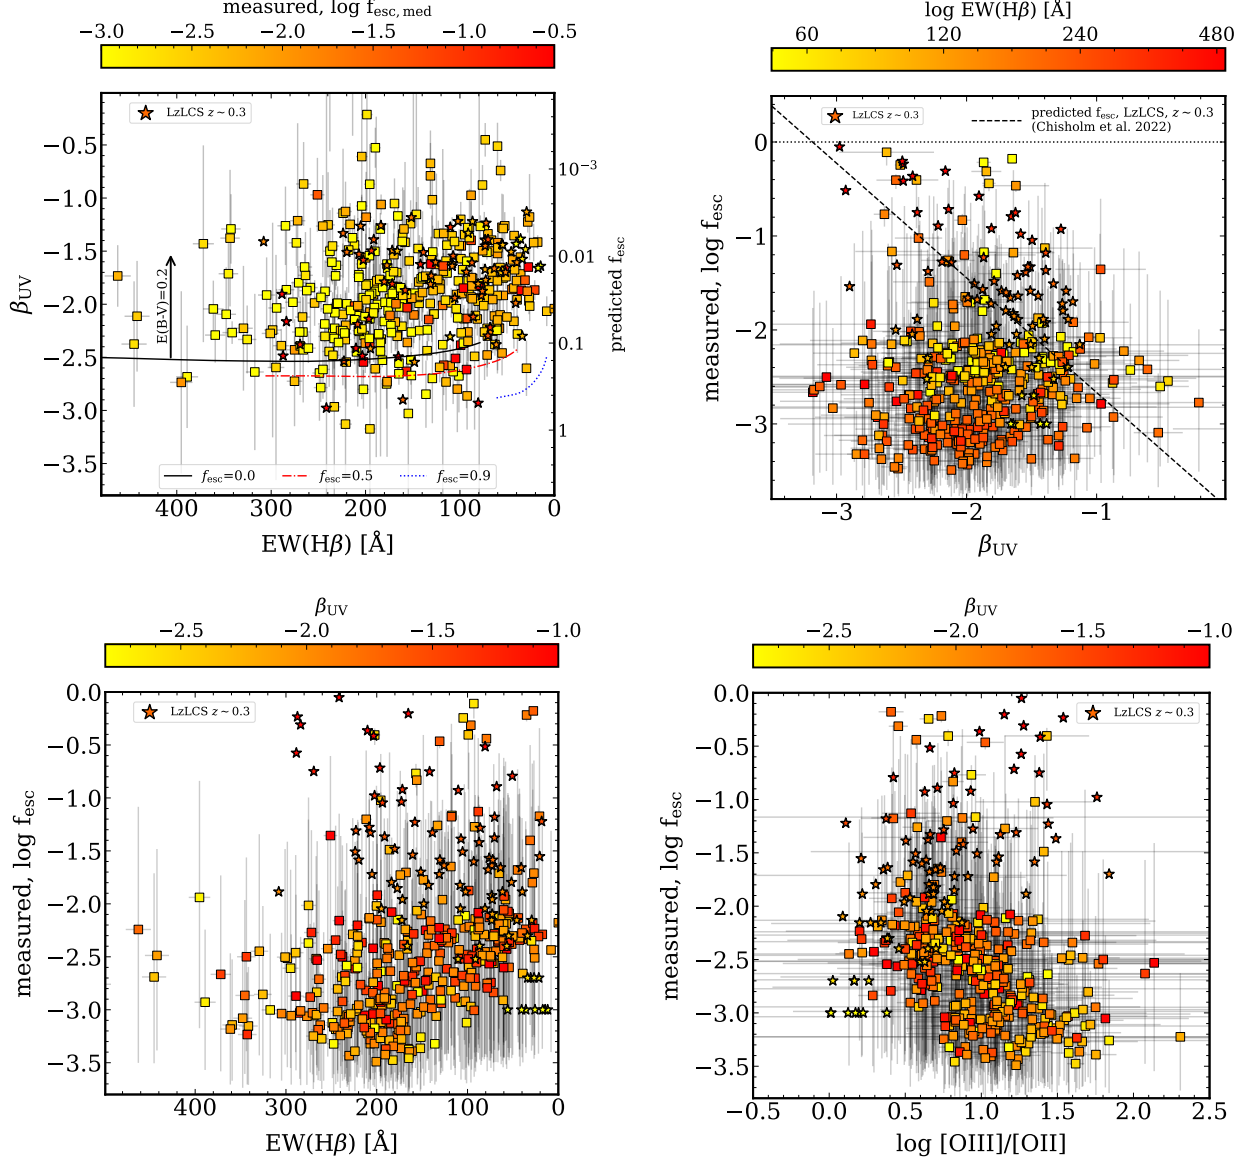 measured, log f_esc,med
−3.0 −2.5 −2.0 −1.5 −1.0 −0.5
LzLCS z ~ 0.3
−0.5
−1.0
−1.5
−2.0
−2.5
−3.0
−3.5
β_UV
10⁻³
0.01
0.1
1
predicted f_esc
E(B-V)=0.2
f_esc=0.0 f_esc=0.5 f_esc=0.9
400 300 200 100 0
EW(Hβ) [Å]
log EW(Hβ) [Å]
60 120 240 480
LzLCS z ~ 0.3
predicted f_esc, LzLCS, z ~ 0.3
(Chisholm et al. 2022)
0
−1
−2
−3
measured, log f_esc
−3 −2 −1
β_UV
β_UV
−2.5 −2.0 −1.5 −1.0
LzLCS z ~ 0.3
0.0
−0.5
−1.0
−1.5
−2.0
−2.5
−3.0
−3.5
measured, log f_esc
400 300 200 100 0
EW(Hβ) [Å]
β_UV
−2.5 −2.0 −1.5 −1.0
LzLCS z ~ 0.3
0.0
−0.5
−1.0
−1.5
−2.0
−2.5
−3.0
−3.5
measured, log f_esc
−0.5 0.0 0.5 1.0 1.5 2.0 2.5
log [OIII]/[OII]